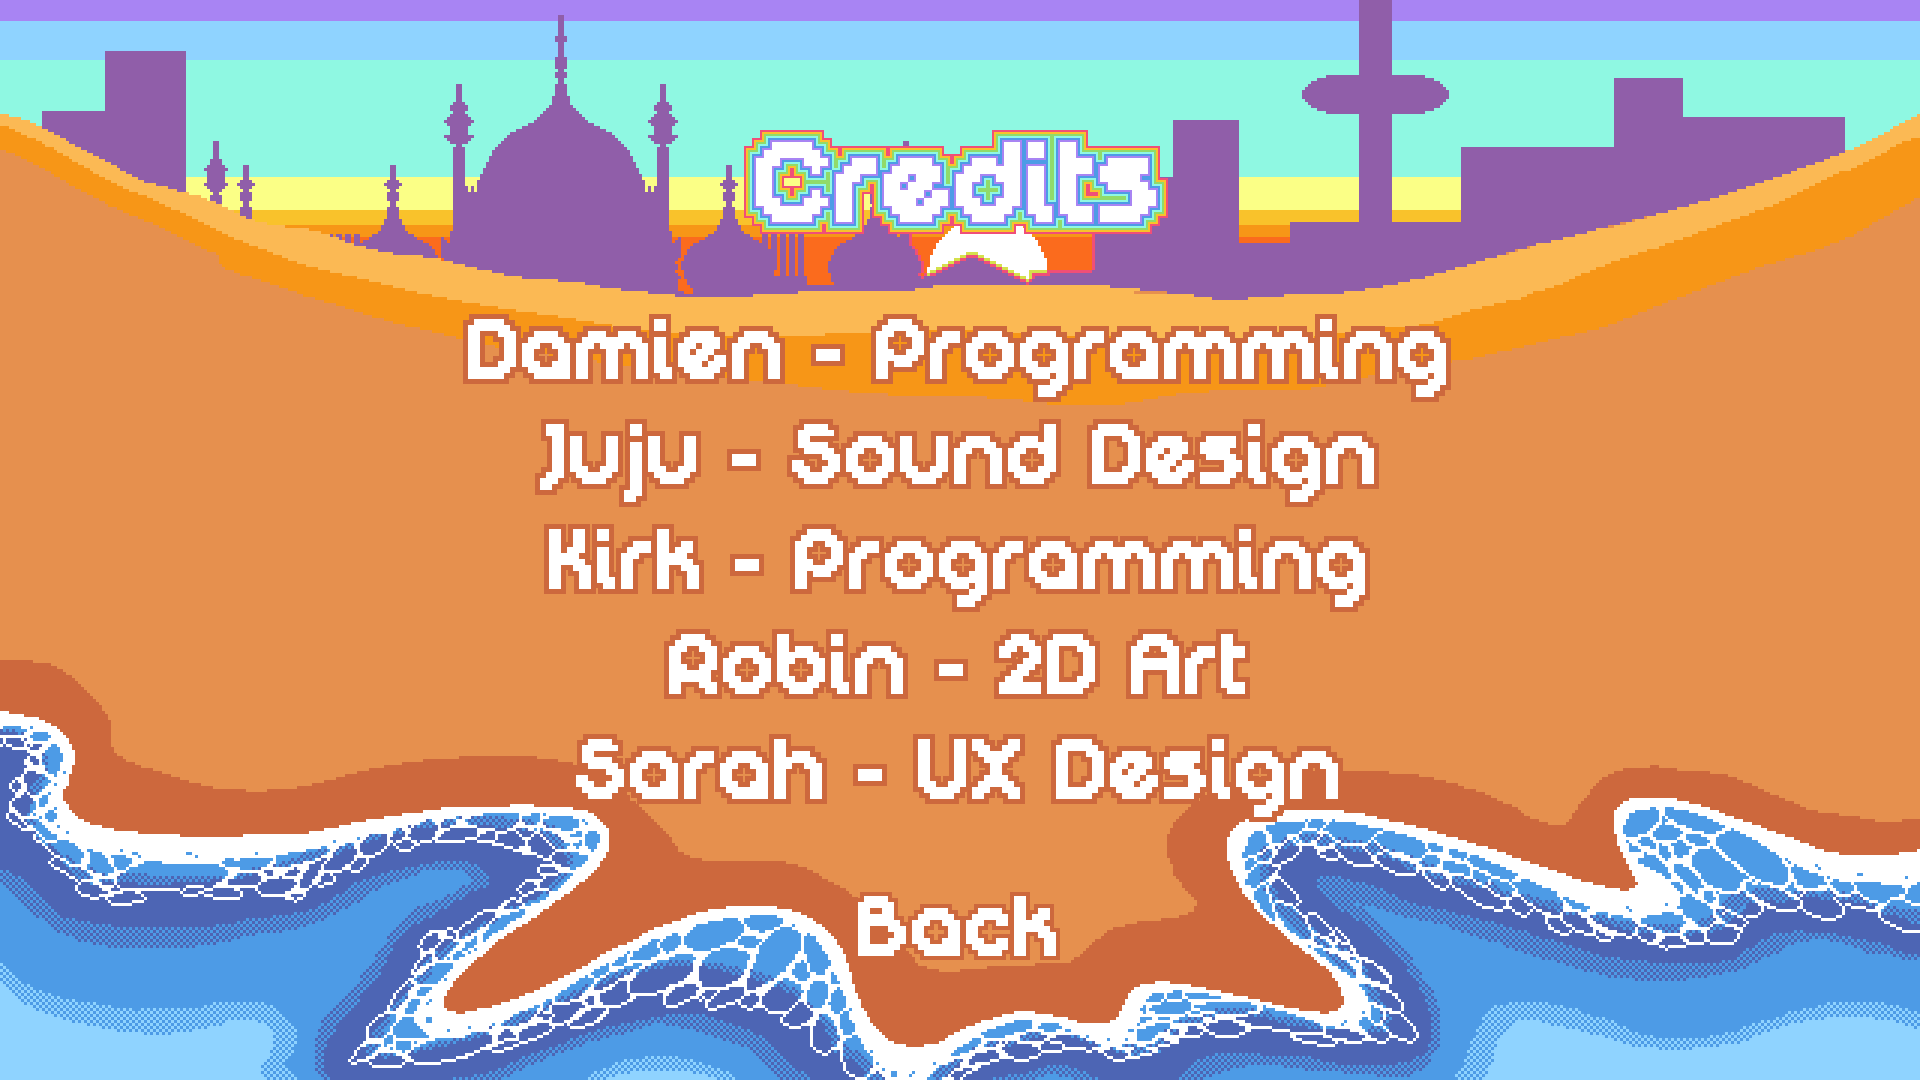 Credits
Damien - Programming
Juju - Sound Design
Kirk - Programming
Robin - 2D Art
Sarah - UX Design
Back